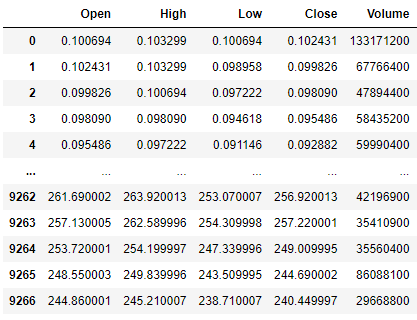 Open High Low Close Volume
0 0.100694 0.103299 0.100694 0.102431 133171200
1 0.102431 0.103299 0.098958 0.099826 67766400
2 0.099826 0.100694 0.097222 0.098090 47894400
3 0.098090 0.098090 0.094618 0.095486 58435200
4 0.095486 0.097222 0.091146 0.092882 59990400
... ... ... ... ... ...
9262 261.690002 263.920013 253.070007 256.920013 42196900
9263 257.130005 262.589996 254.309998 257.220001 35410900
9264 253.720001 254.199997 247.339996 249.009995 35560400
9265 248.550003 249.839996 243.509995 244.690002 86088100
9266 244.860001 245.210007 238.710007 240.449997 29668800